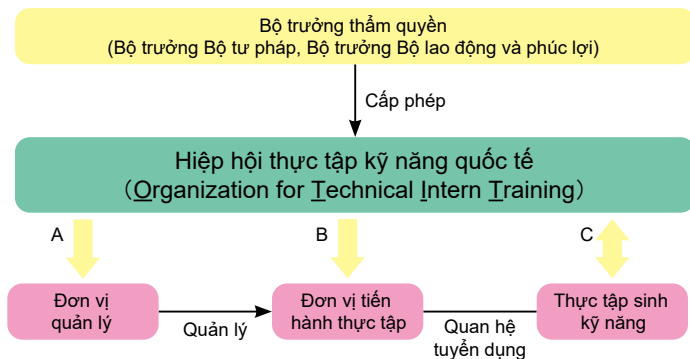 Bộ trưởng thẩm quyền
(Bộ trưởng Bộ tư pháp, Bộ trưởng Bộ lao động và phúc lợi)
Cấp phép
Hiệp hội thực tập kỹ năng quốc tế
（Organization for Technical Intern Training）
A
B
C
Đơn vị
quản lý
Quản lý
Đơn vị tiến
hành thực tập
Quan hệ
tuyển dụng
Thực tập sinh
kỹ năng